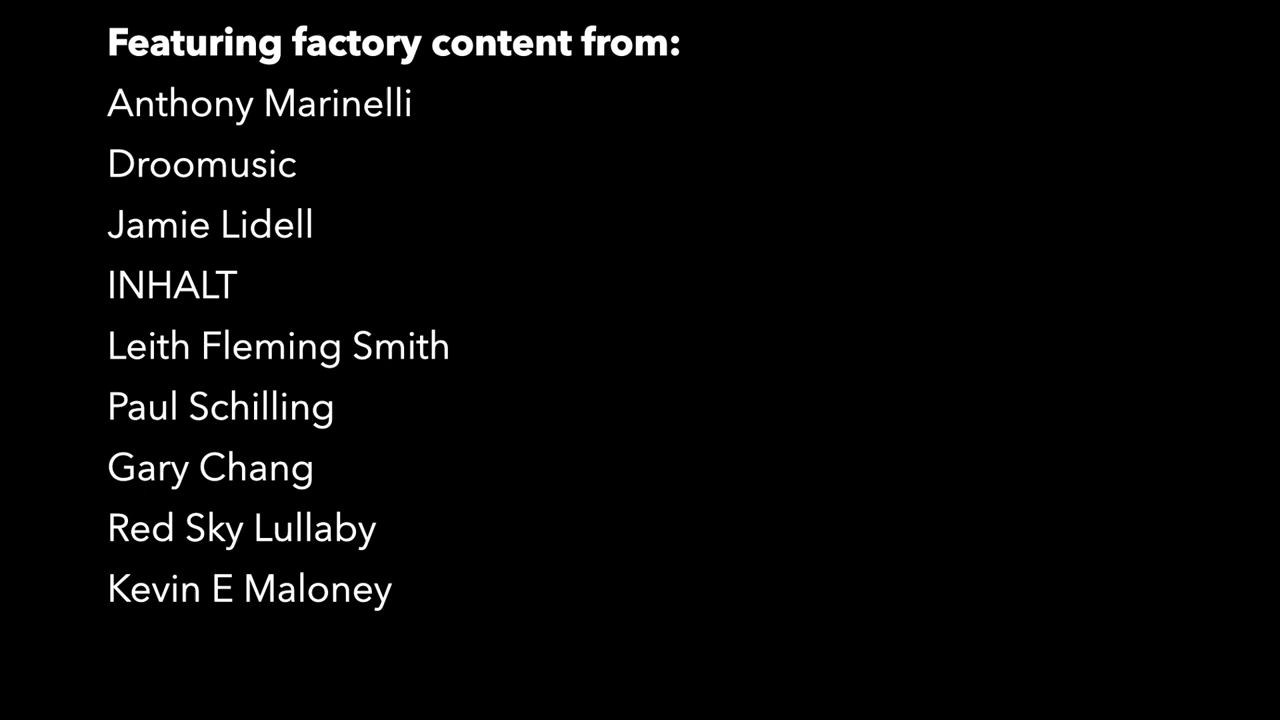 Featuring factory content from:
Anthony Marinelli
Droomusic
Jamie Lidell
INHALT
Leith Fleming Smith
Paul Schilling
Gary Chang
Red Sky Lullaby
Kevin E Maloney